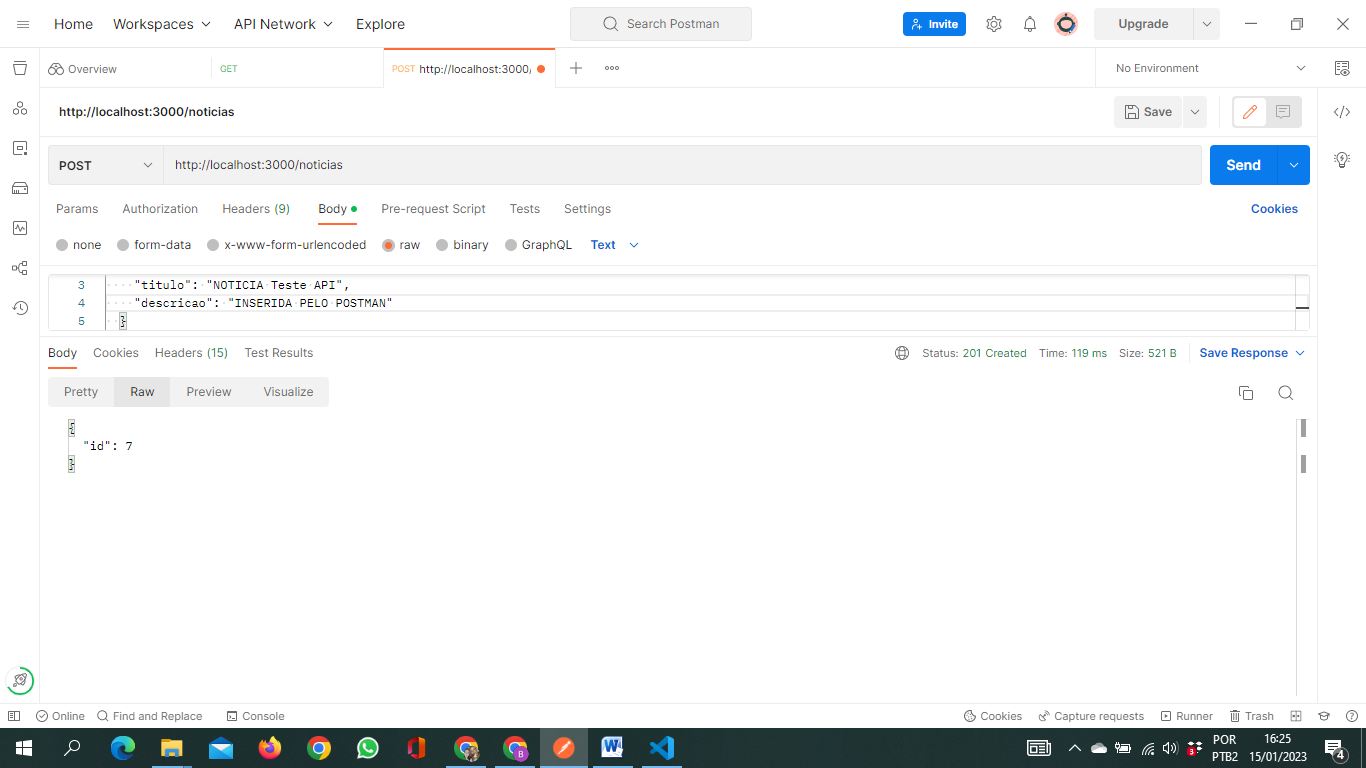 Home Workspaces API Network Explore Search Postman Invite Upgrade
Overview GET POST http://localhost:3000/ No Environment
http://localhost:3000/noticias Save
POST http://localhost:3000/noticias Send
Params Authorization Headers (9) Body Pre-request Script Tests Settings Cookies
none form-data x-www-form-urlencoded raw binary GraphQL Text
3 "titulo": "NOTICIA Teste API",
4 "descricao": "INSERIDA PELO POSTMAN"
5 }
Body Cookies Headers (15) Test Results Status: 201 Created Time: 119 ms Size: 521 B Save Response
Pretty Raw Preview Visualize
{
"id": 7
}
Online Find and Replace Console Cookies Capture requests Runner Trash
POR 16:25
PTB2 15/01/2023
3 4
B